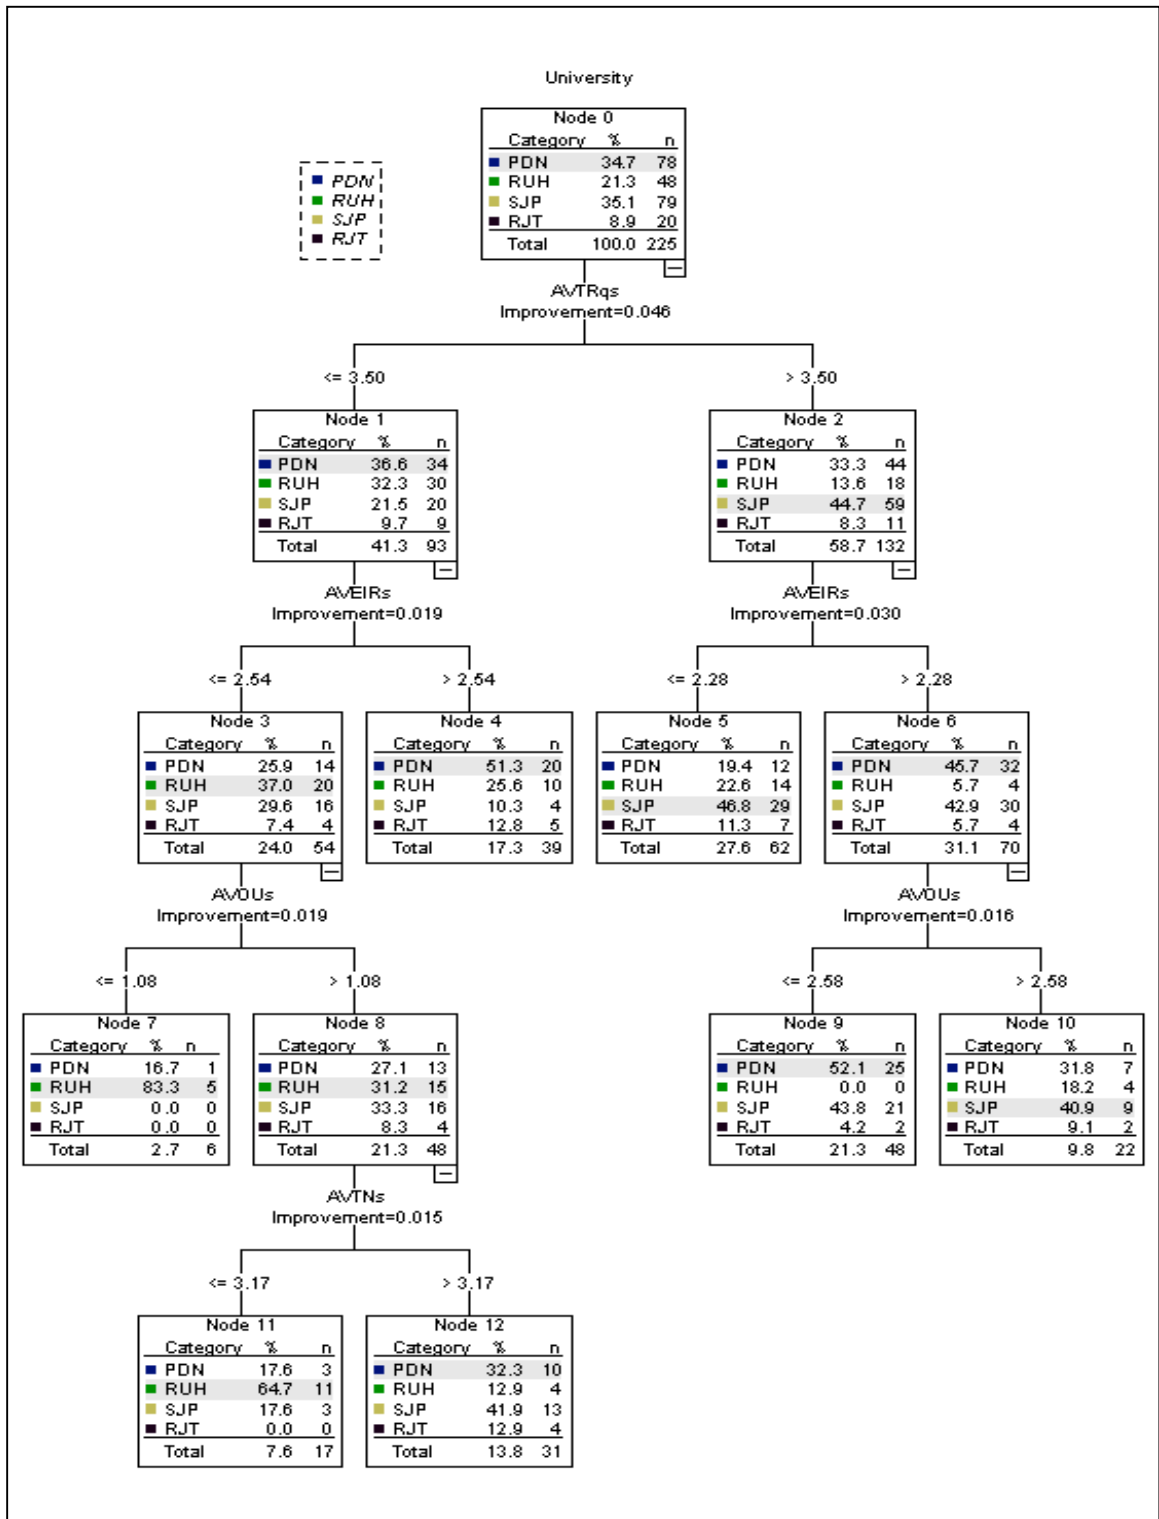 University
Node 0
Category % n
PDN 34.7 78
RUH 21.3 48
SJP 35.1 79
RJT 8.9 20
Total 100.0 225
PDN
RUH
SJP
RJT
AVTRqs
Improvement=0.046
<= 3.50
> 3.50
Node 1
Category % n
PDN 36.6 34
RUH 32.3 30
SJP 21.5 20
RJT 9.7 9
Total 41.3 93
Node 2
Category % n
PDN 33.3 44
RUH 13.6 18
SJP 44.7 59
RJT 8.3 11
Total 58.7 132
AVEIRs
Improvement=0.019
AVEIRs
Improvement=0.030
<= 2.54
> 2.54
<= 2.28
> 2.28
Node 3
Category % n
PDN 25.9 14
RUH 37.0 20
SJP 29.6 16
RJT 7.4 4
Total 24.0 54
Node 4
Category % n
PDN 51.3 20
RUH 25.6 10
SJP 10.3 4
RJT 12.8 5
Total 17.3 39
Node 5
Category % n
PDN 19.4 12
RUH 22.6 14
SJP 46.8 29
RJT 11.3 7
Total 27.6 62
Node 6
Category % n
PDN 45.7 32
RUH 5.7 4
SJP 42.9 30
RJT 5.7 4
Total 31.1 70
AVOUs
Improvement=0.019
AVOUs
Improvement=0.016
<= 1.08
> 1.08
<= 2.58
> 2.58
Node 7
Category % n
PDN 16.7 1
RUH 83.3 5
SJP 0.0 0
RJT 0.0 0
Total 2.7 6
Node 8
Category % n
PDN 27.1 13
RUH 31.2 15
SJP 33.3 16
RJT 8.3 4
Total 21.3 48
Node 9
Category % n
PDN 52.1 25
RUH 0.0 0
SJP 43.8 21
RJT 4.2 2
Total 21.3 48
Node 10
Category % n
PDN 31.8 7
RUH 18.2 4
SJP 40.9 9
RJT 9.1 2
Total 9.8 22
AVTNs
Improvement=0.015
<= 3.17
> 3.17
Node 11
Category % n
PDN 17.6 3
RUH 64.7 11
SJP 17.6 3
RJT 0.0 0
Total 7.6 17
Node 12
Category % n
PDN 32.3 10
RUH 12.9 4
SJP 41.9 13
RJT 12.9 4
Total 13.8 31